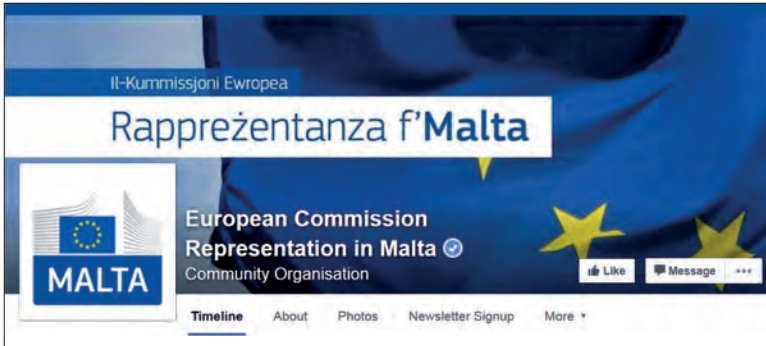 Il-Kummissjoni Ewropea
Rappreżentanza f'Malta
MALTA
European Commission
Representation in Malta
Community Organisation
Like
Message
Timeline
About
Photos
Newsletter Signup
More